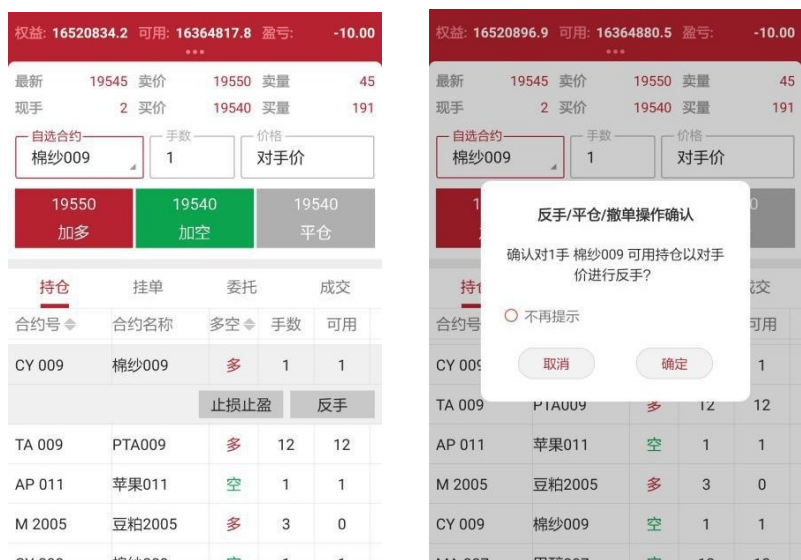 权益: 16520834.2 可用: 16364817.8 盈亏: -10.00
最新 19545 卖价 19550 卖量 45
现手 2 买价 19540 买量 191
自选合约 手数 价格
棉纱009 1 对手价
19550 19540 19540
加多 加空 平仓
持仓 挂单 委托 成交
合约号 合约名称 多空 手数 可用
CY 009 棉纱009 多 1 1
止损止盈 反手
TA 009 PTA009 多 12 12
AP 011 苹果011 空 1 1
M 2005 豆粕2005 多 3 0
权益: 16520896.9 可用: 16364880.5 盈亏: -10.00
最新 19545 卖价 19550 卖量 45
现手 2 买价 19540 买量 191
自选合约 手数 价格
棉纱009 1 对手价
反手/平仓/撤单操作确认
确认对1手 棉纱009 可用持仓以对手
价进行反手?
不再提示
取消 确定
合约号 可用
CY 009 1
TA 009 PTA009 多 12 12
AP 011 苹果011 空 1 1
M 2005 豆粕2005 多 3 0
CY 009 棉纱009 空 1 1